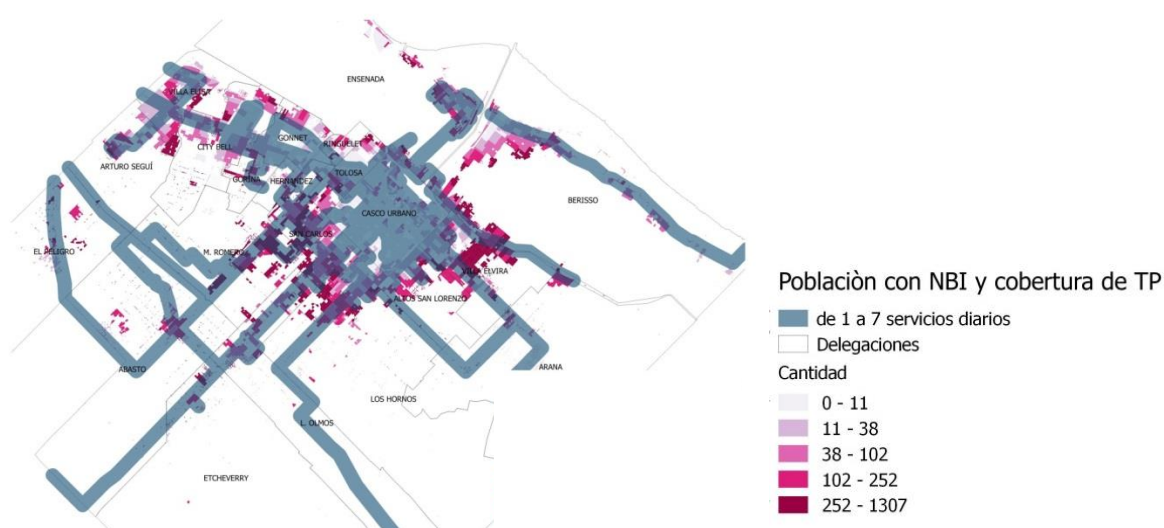 ENSENADA
VILLA ELISA
CITY BELL
GONNET
RINGUELET
ARTURO SEGUÍ
GORINA
HERNANDEZ
TOLOSA
BERISSO
CASCO URBANO
SAN CARLOS
EL PELIGRO
M. ROMERO
VILLA ELVIRA
ALTOS SAN LORENZO
ABASTO
ARANA
LOS HORNOS
L. OLMOS
ETCHEVERRY
Poblaciòn con NBI y cobertura de TP
de 1 a 7 servicios diarios
Delegaciones
Cantidad
0 - 11
11 - 38
38 - 102
102 - 252
252 - 1307